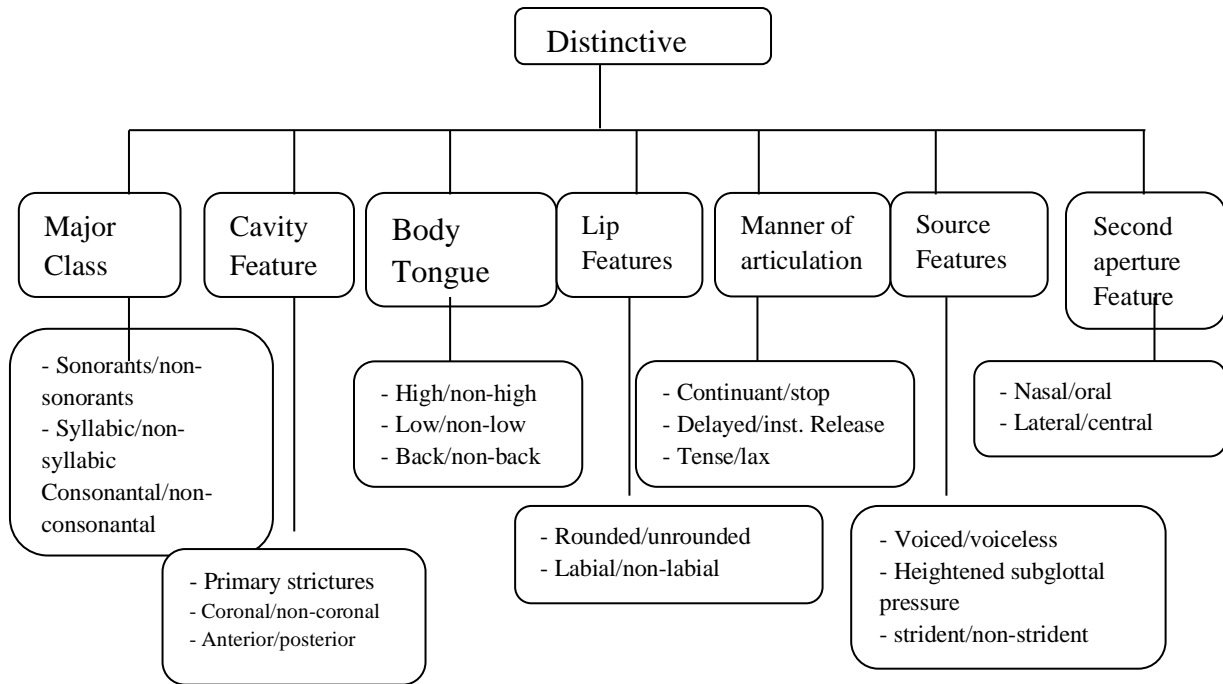 Distinctive
Major
Class
Cavity
Feature
Body
Tongue
Lip
Features
Manner of
articulation
Source
Features
Second
aperture
Feature
- Sonorants/non-
sonorants
- Syllabic/non-
syllabic
Consonantal/non-
consonantal
- Primary strictures
- Coronal/non-coronal
- Anterior/posterior
- High/non-high
- Low/non-low
- Back/non-back
- Rounded/unrounded
- Labial/non-labial
- Continuant/stop
- Delayed/inst. Release
- Tense/lax
- Voiced/voiceless
- Heightened subglottal
pressure
- strident/non-strident
- Nasal/oral
- Lateral/central